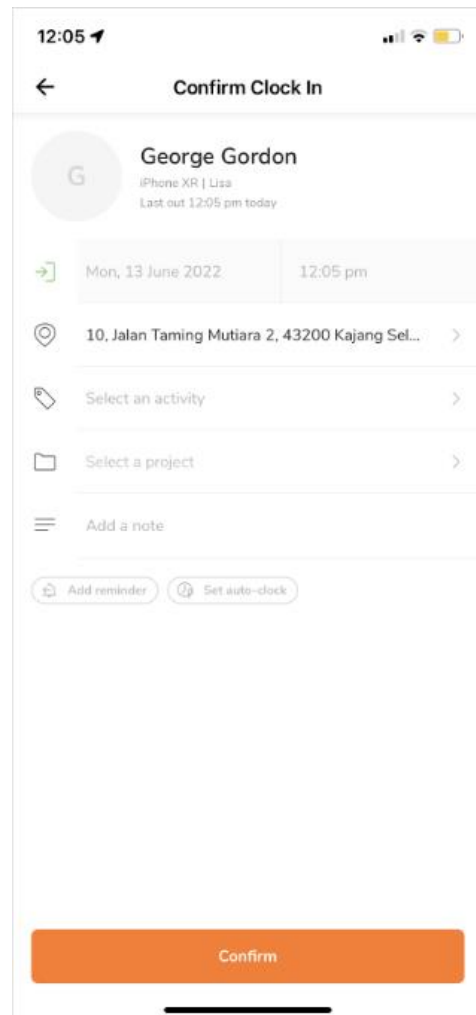 12:05
Confirm Clock In
G
George Gordon
iPhone XR | Lisa
Last out 12:05 pm today
Mon, 13 June 2022 12:05 pm
10, Jalan Taming Mutiara 2, 43200 Kajang Sel...
Select an activity
Select a project
Add a note
Add reminder Set auto-clock
Confirm